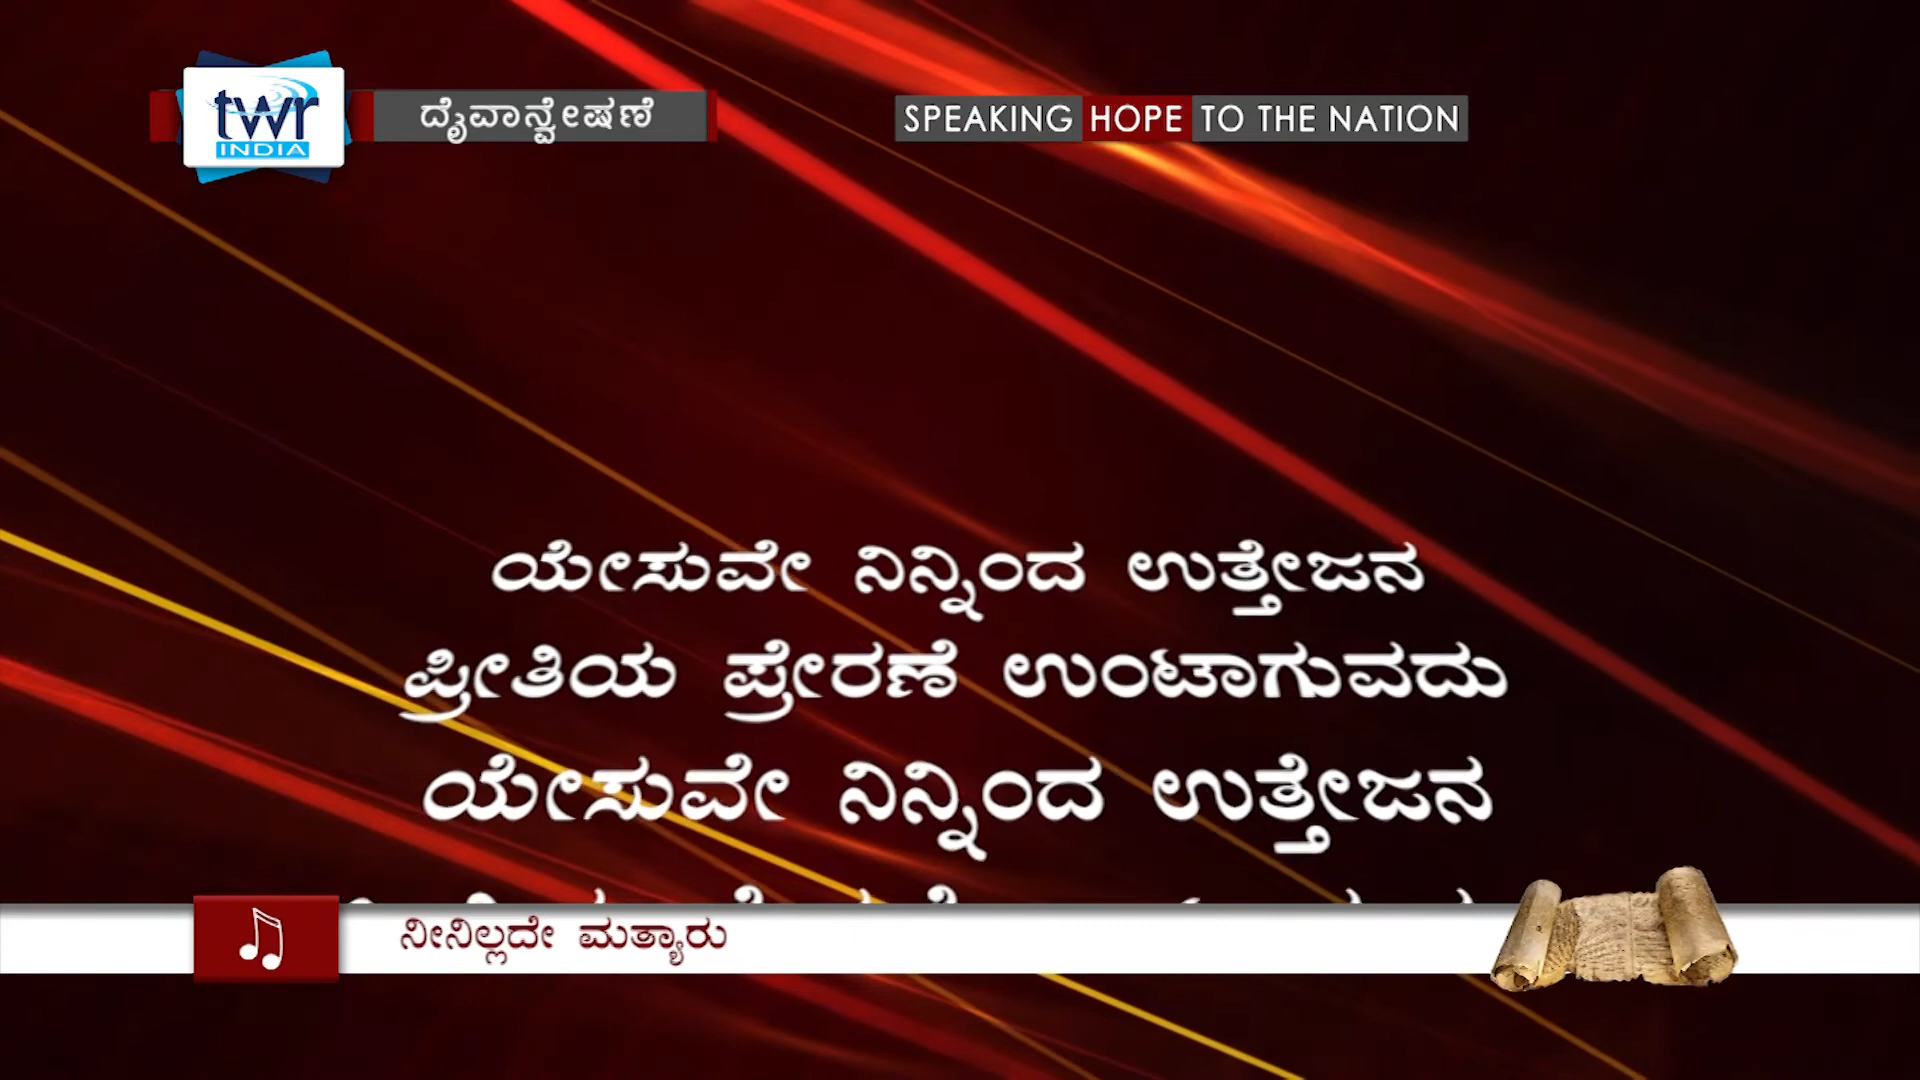 twr
INDIA
ದೈವಾನ್ವೇಷಣೆ
SPEAKING HOPE TO THE NATION
ಯೇಸುವೇ ನಿನ್ನಿಂದ ಉತ್ತೇಜನ
ಪ್ರೀತಿಯ ಪ್ರೇರಣೆ ಉಂಟಾಗುವದು
ಯೇಸುವೇ ನಿನ್ನಿಂದ ಉತ್ತೇಜನ
ನೀನಿಲ್ಲದೇ ಮತ್ಯಾರು